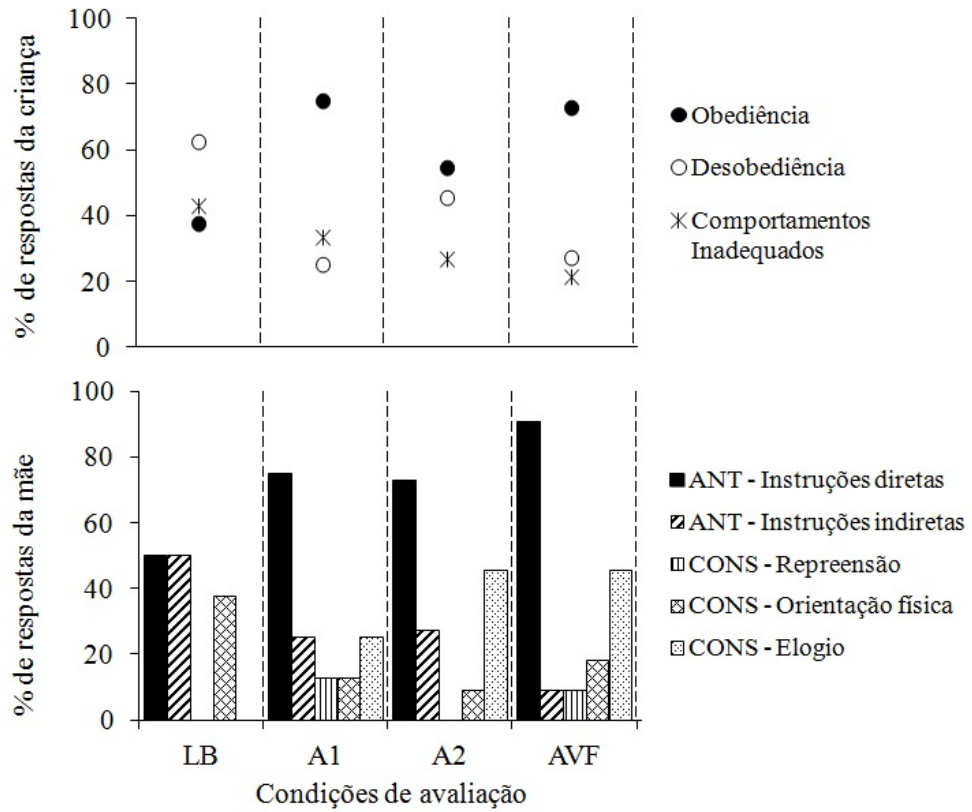 % de respostas da criança
100
80
60
40
20
0
Obediência
Desobediência
Comportamentos
Inadequados
% de respostas da mãe
100
80
60
40
20
0
ANT - Instruções diretas
ANT - Instruções indiretas
CONS - Repreensão
CONS - Orientação física
CONS - Elogio
LB A1 A2 AVF
Condições de avaliação